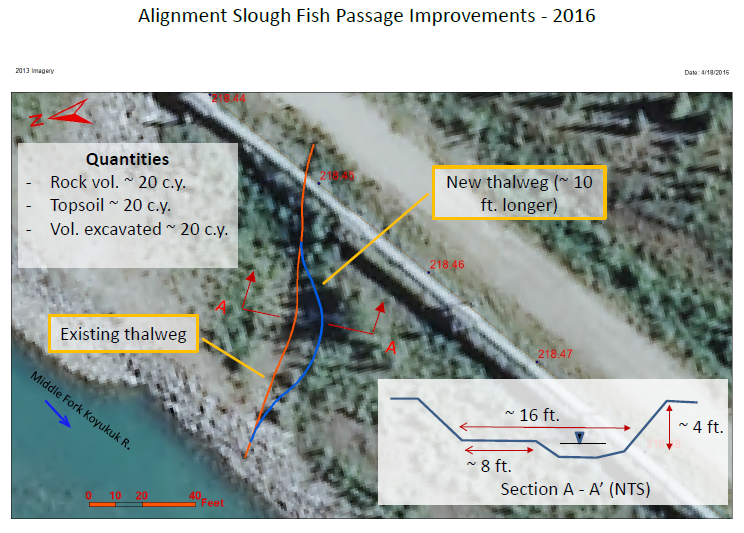 Alignment Slough Fish Passage Improvements - 2016
2013 Imagery
Date: 4/18/2016
218.44
N
Quantities
- Rock vol. ~ 20 c.y.
- Topsoil ~ 20 c.y.
- Vol. excavated ~ 20 c.y.
218.45
New thalweg (~ 10
ft. longer)
218.46
A
A
Existing thalweg
218.47
Middle Fork Koyukuk R.
~ 16 ft.
~ 4 ft.
~ 8 ft.
Section A - A’ (NTS)
0 10 20 40
Feet